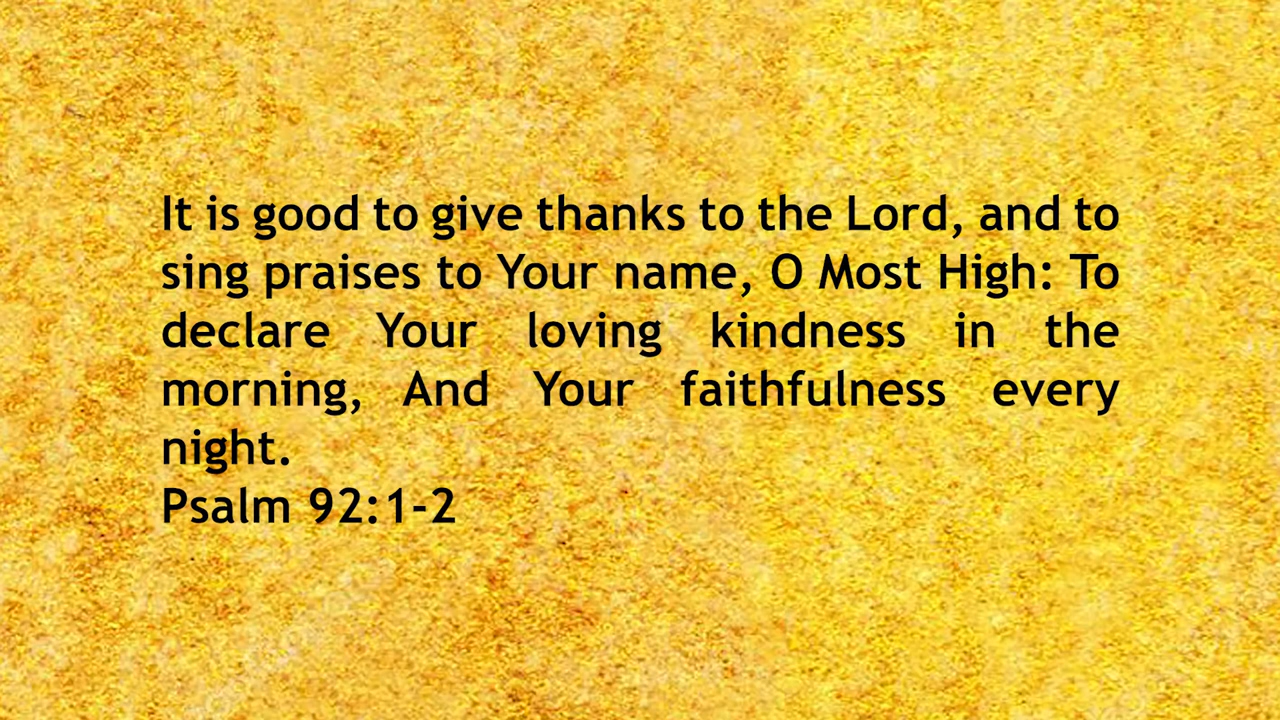 It is good to give thanks to the Lord, and to
sing praises to Your name, O Most High: To
declare Your loving kindness in the
morning, And Your faithfulness every
night.
Psalm 92:1-2